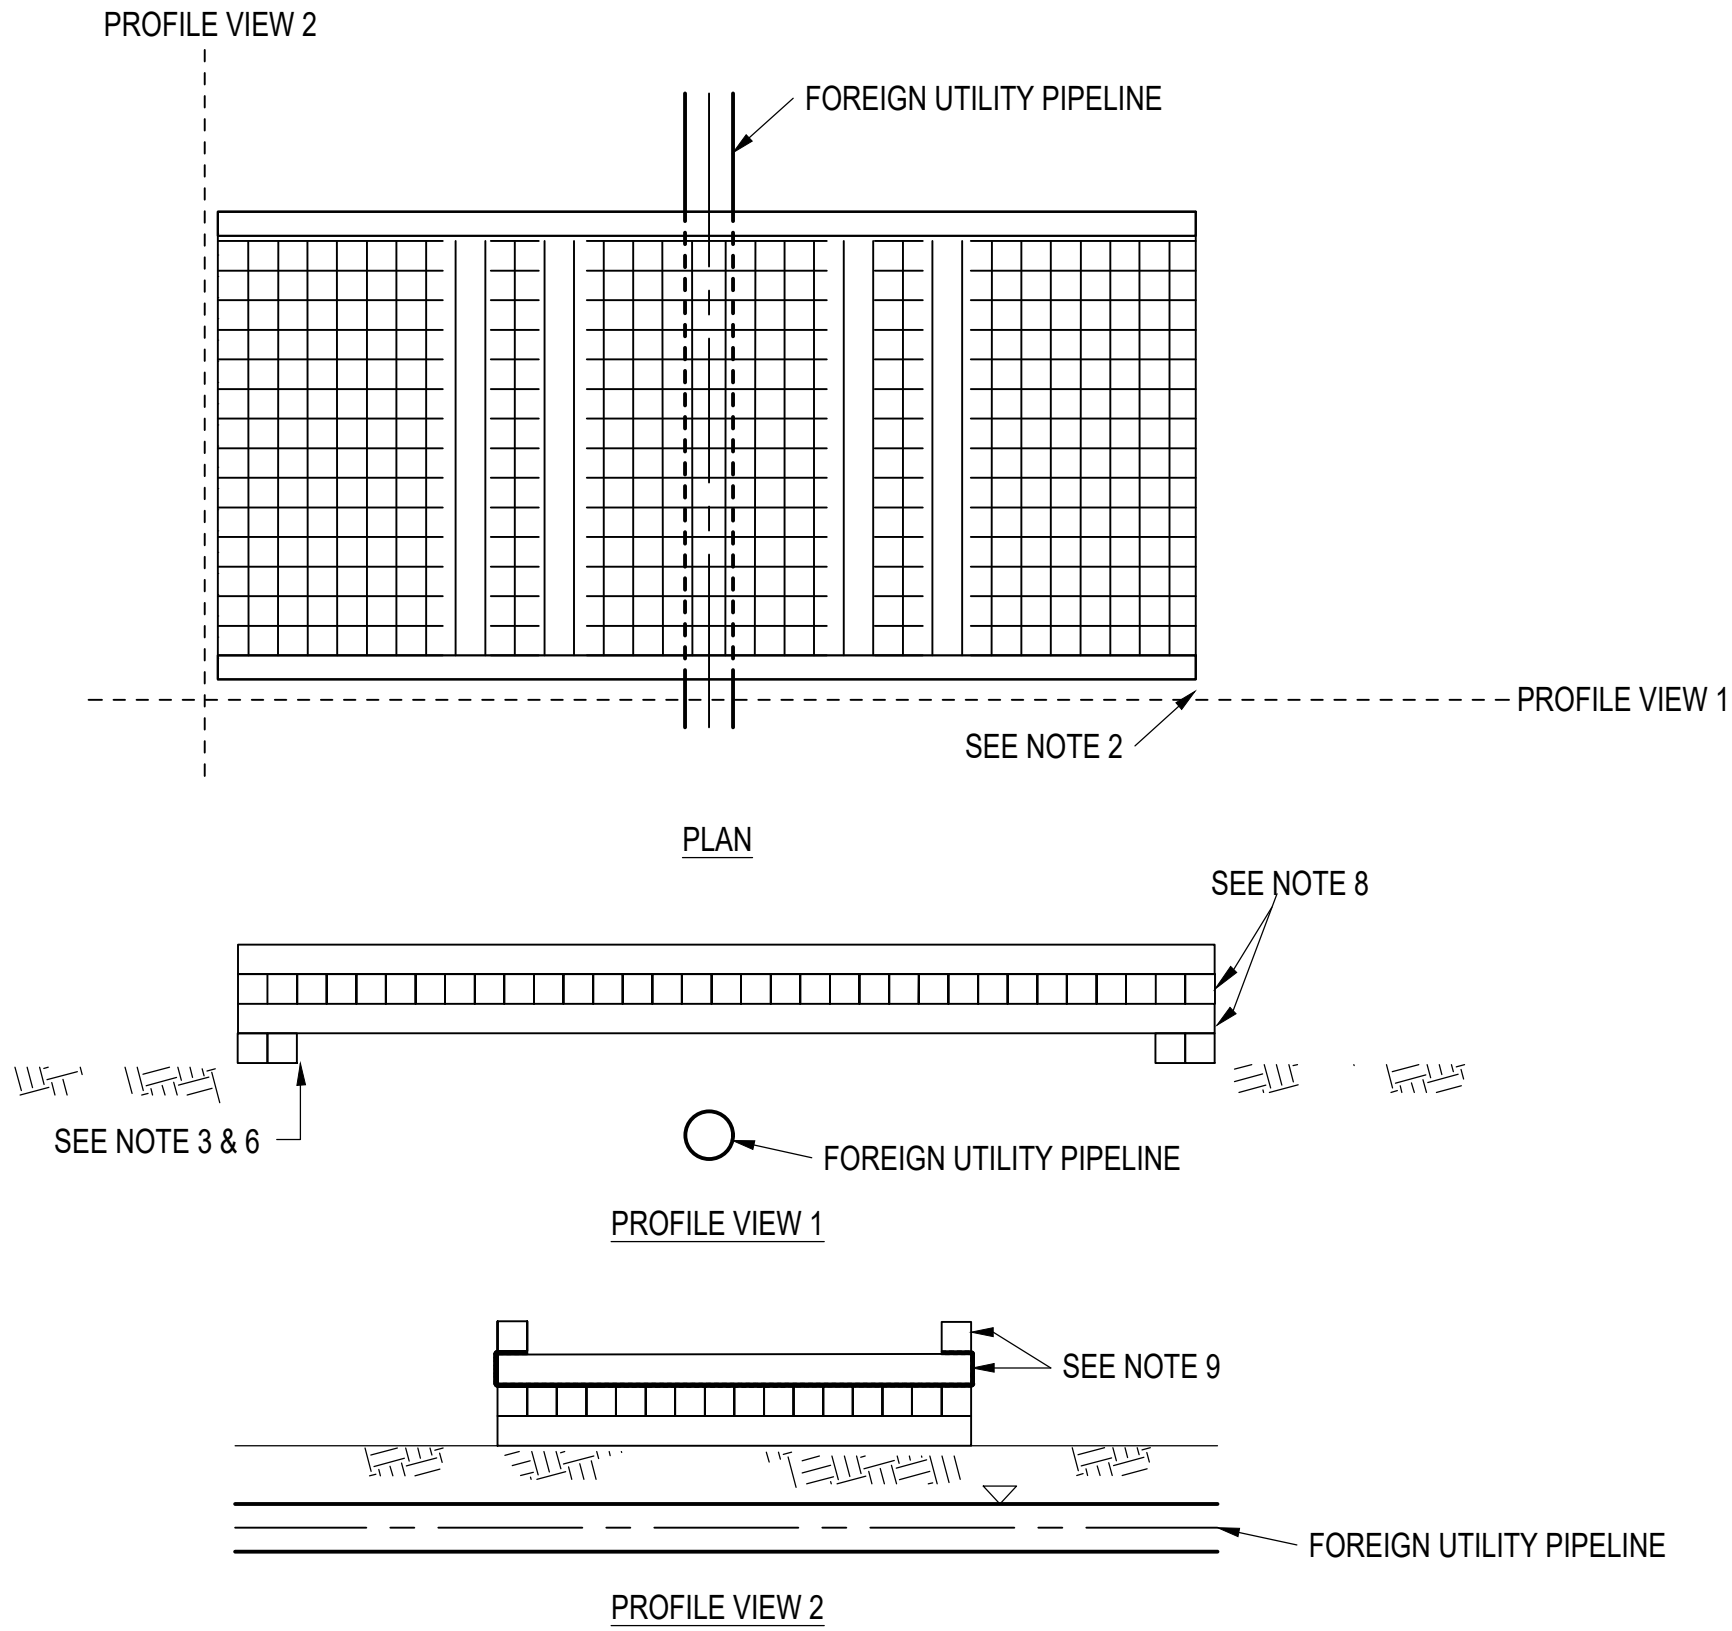 PROFILE VIEW 2
FOREIGN UTILITY PIPELINE
PROFILE VIEW 1
SEE NOTE 2
PLAN
SEE NOTE 8
SEE NOTE 3 & 6
FOREIGN UTILITY PIPELINE
PROFILE VIEW 1
SEE NOTE 9
FOREIGN UTILITY PIPELINE
PROFILE VIEW 2